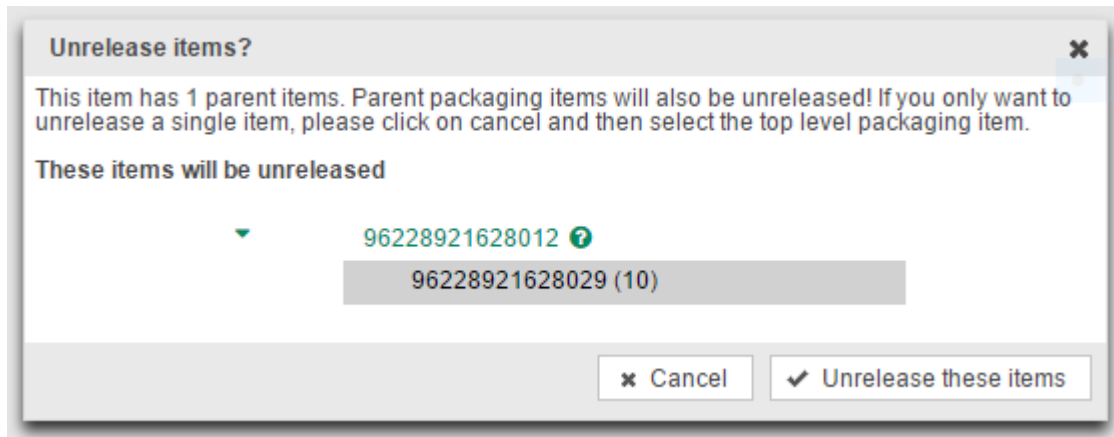 Unrelease items?
This item has 1 parent items. Parent packaging items will also be unreleased! If you only want to
unrelease a single item, please click on cancel and then select the top level packaging item.
These items will be unreleased
96228921628012
96228921628029 (10)
Cancel
Unrelease these items